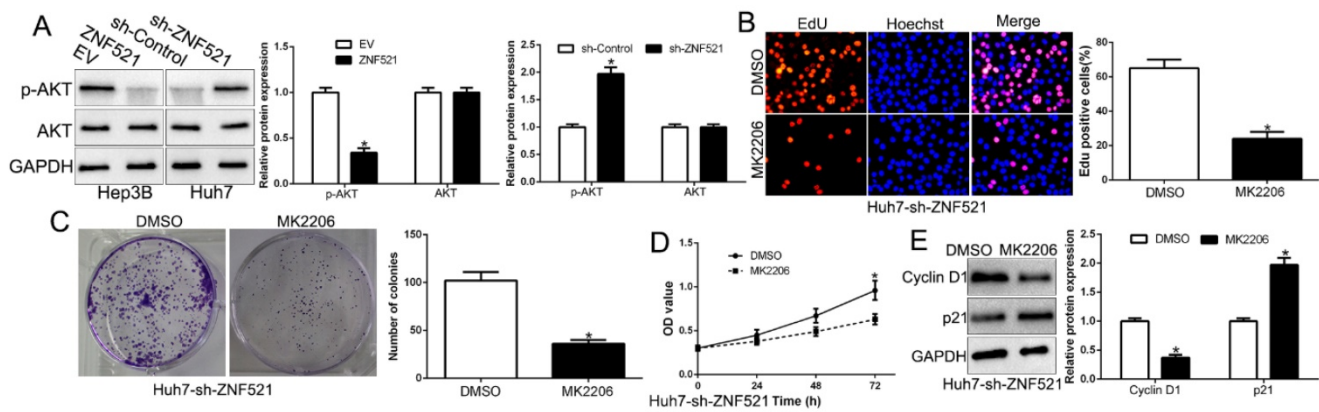 A
EV
ZNF521
sh-Control
sh-ZNF521
p-AKT
AKT
GAPDH
Hep3B
Huh7
Relative protein expression
1.5
1.0
0.5
0.0
EV
ZNF521
*
p-AKT
AKT
Relative protein expression
2.5
2.0
1.5
1.0
0.5
0.0
sh-Control
sh-ZNF521
*
p-AKT
AKT
B
EdU
Hoechst
Merge
DMSO
MK2206
Huh7-sh-ZNF521
Edu positive cells(%)
80
60
40
20
0
*
DMSO
MK2206
C
DMSO
MK2206
Huh7-sh-ZNF521
Number of colonies
150
100
50
0
*
DMSO
MK2206
D
OD value
1.5
1.0
0.5
0.0
DMSO
MK2206
*
0
24
48
72
Huh7-sh-ZNF521 Time (h)
E
DMSO MK2206
Cyclin D1
p21
GAPDH
Huh7-sh-ZNF521
Relative protein expression
2.5
2.0
1.5
1.0
0.5
0.0
DMSO
MK2206
*
*
Cyclin D1
p21